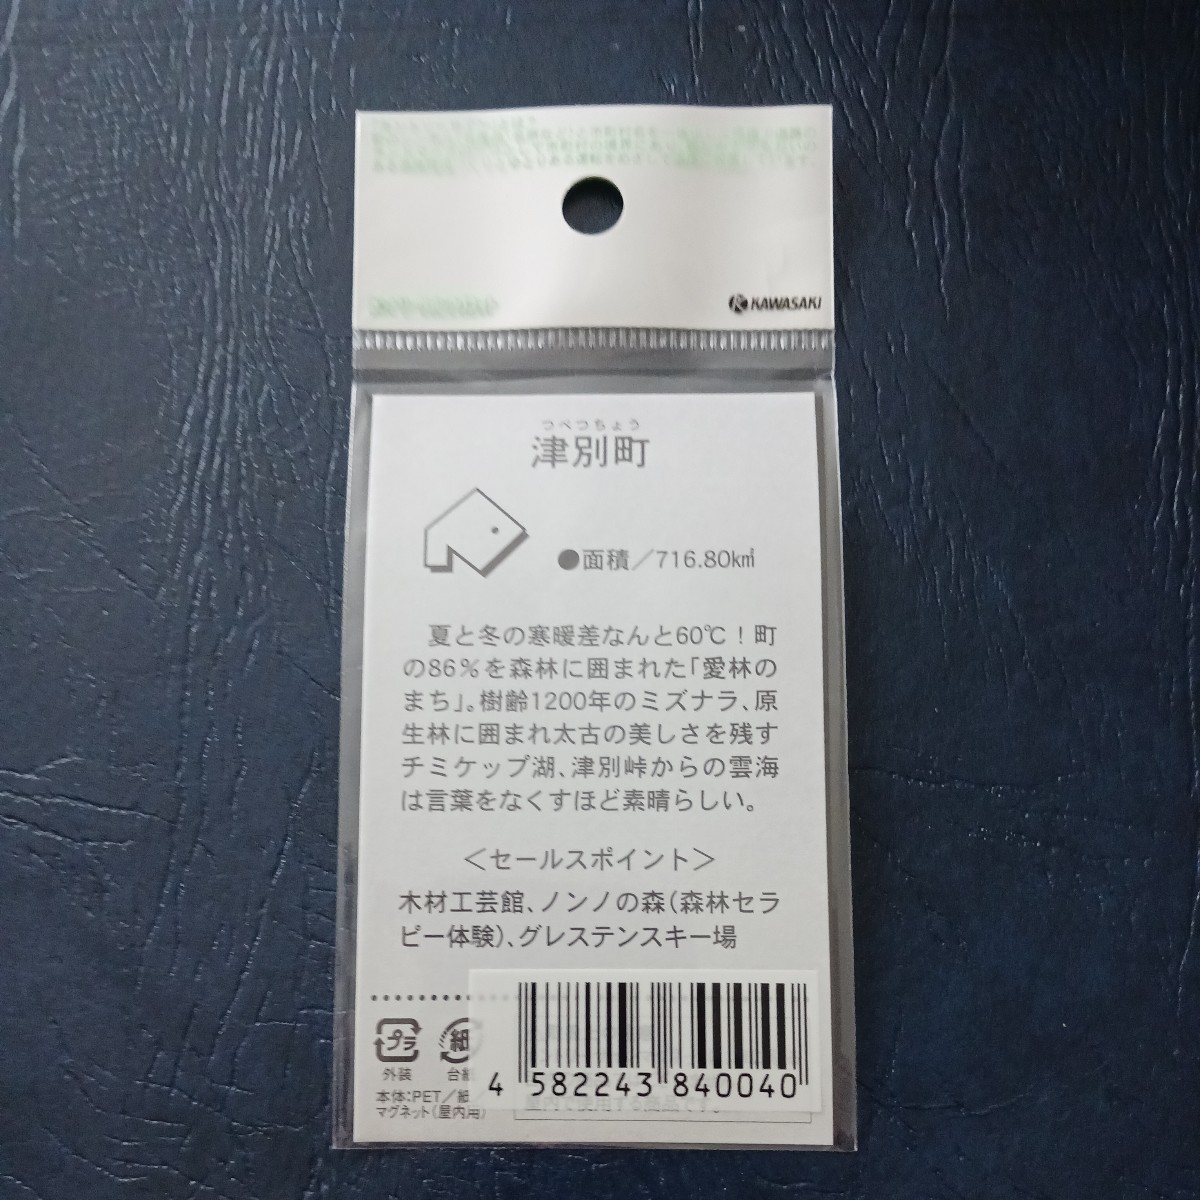 KAWASAKI
つべつちょう
津別町
●面積／716.80k㎡
夏と冬の寒暖差なんと60℃！町
の86％を森林に囲まれた「愛林の
まち」。樹齢1200年のミズナラ、原
生林に囲まれ太古の美しさを残す
チミケップ湖、津別峠からの雲海
は言葉をなくすほど素晴らしい。
＜セールスポイント＞
木材工芸館、ノンノの森（森林セラ
ピー体験）、グレステンスキー場
プラ
外装
紙
台紙
本体：PET／紙
マグネット（屋内用）
4 582243 840040